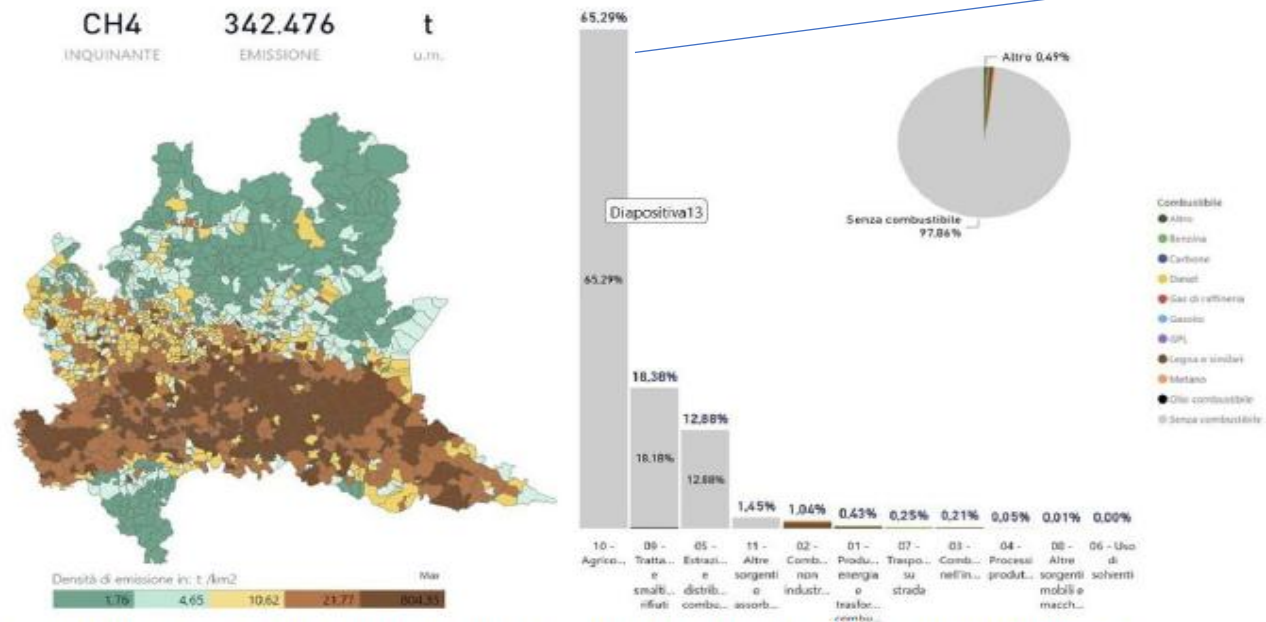 CH4 342.476 t
INQUINANTE EMISSIONE u.m.
Densità di emissione in: t /km2 Max
1,76 4,65 10,62 21,77 804,35
65.29%
65.29%
18,38%
18.18%
12,88%
12.88%
1,45%
1,04%
0,43%
0,25%
0,21%
0,05%
0,01%
0,00%
10 -
Agrico...
09 -
Tratta...
e
smalti...
rifiuti
05 -
Estrazi...
e
distrib...
combu...
11 -
Altre
sorgenti
e
assorb...
02 -
Comb...
non
industr...
01 -
Produ...
energia
e
trasfor...
combu...
07 -
Traspo...
su
strada
03 -
Comb...
nell'in...
04 -
Processi
produt...
08 -
Altre
sorgenti
mobili e
macch...
06 - Uso
di
solventi
Diapositiva13
Altro 0,49%
Senza combustibile
97,86%
Combustibile
Altro
Benzina
Carbone
Diesel
Gas di raffineria
Gasolio
GPL
Legna e similari
Metano
Olio combustibile
Senza combustibile